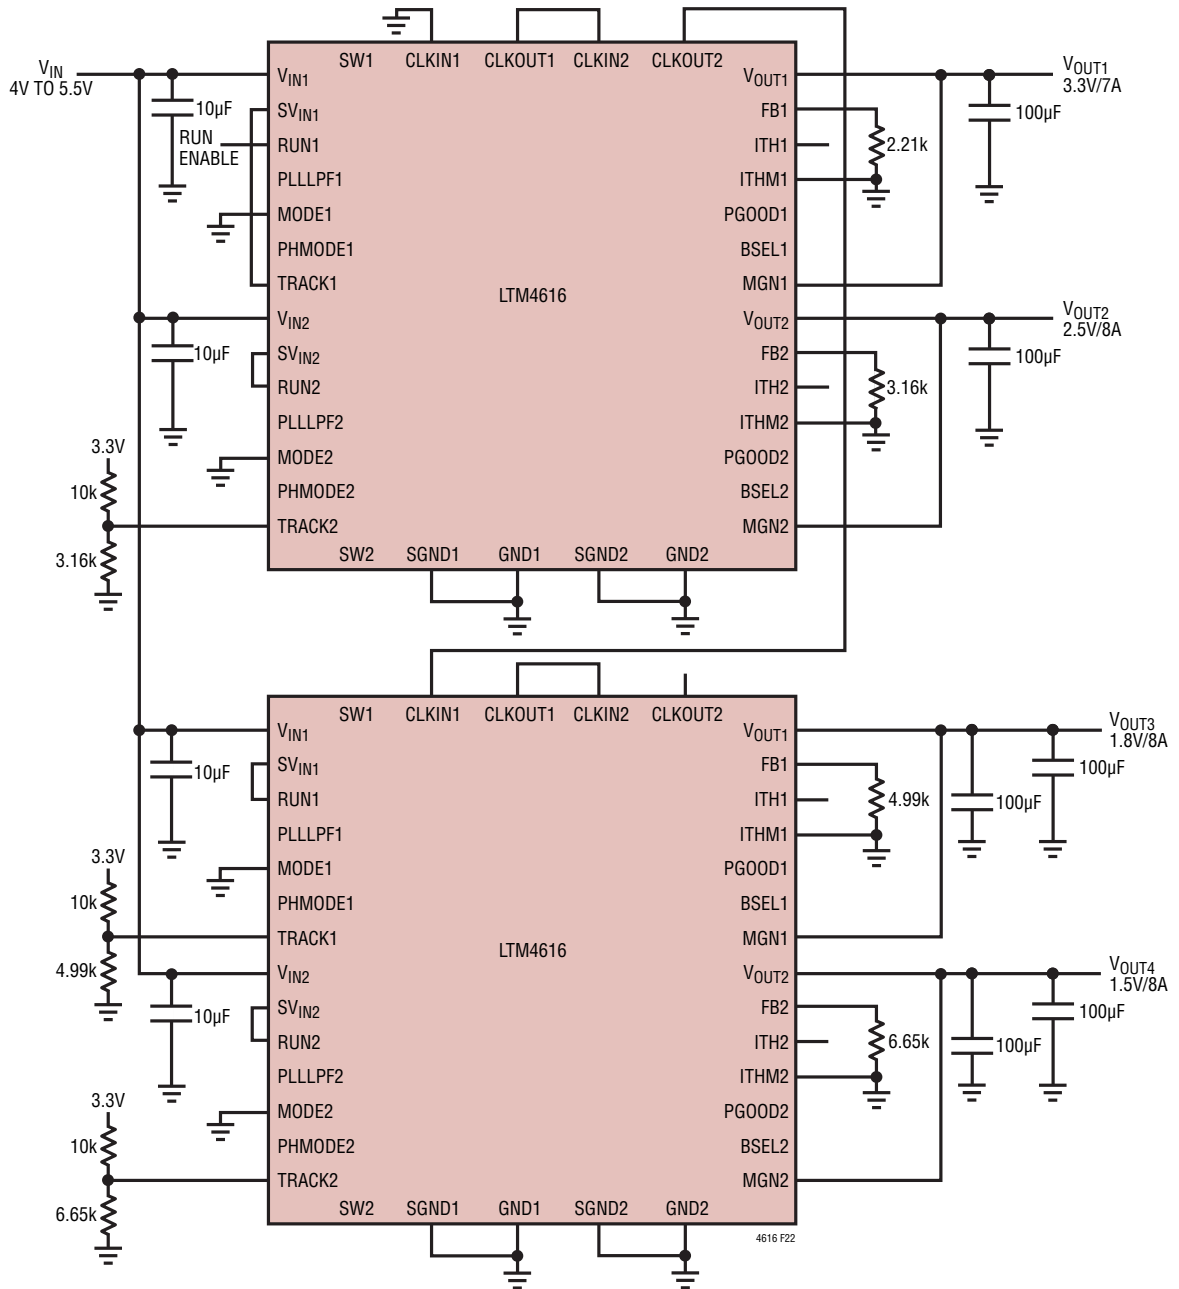 SW1 CLKIN1 CLKOUT1 CLKIN2 CLKOUT2
VIN
4V TO 5.5V
VIN1
VOUT1
VOUT1
3.3V/7A
10µF
SVIN1
FB1
100µF
RUN
ENABLE
RUN1
ITH1
2.21k
PLLLPF1
ITHM1
MODE1
PGOOD1
PHMODE1
BSEL1
TRACK1
MGN1
LTM4616
VIN2
VOUT2
VOUT2
2.5V/8A
10µF
SVIN2
FB2
100µF
RUN2
ITH2
3.16k
PLLLPF2
ITHM2
3.3V
MODE2
PGOOD2
10k
PHMODE2
BSEL2
TRACK2
MGN2
3.16k
SW2 SGND1 GND1 SGND2 GND2
SW1 CLKIN1 CLKOUT1 CLKIN2 CLKOUT2
VIN1
VOUT1
VOUT3
1.8V/8A
10µF
SVIN1
FB1
100µF
RUN1
ITH1
4.99k
100µF
PLLLPF1
ITHM1
3.3V
MODE1
PGOOD1
10k
PHMODE1
BSEL1
TRACK1
MGN1
LTM4616
4.99k
VIN2
VOUT2
VOUT4
1.5V/8A
10µF
SVIN2
FB2
100µF
RUN2
ITH2
6.65k
100µF
PLLLPF2
ITHM2
3.3V
MODE2
PGOOD2
10k
PHMODE2
BSEL2
TRACK2
MGN2
6.65k
SW2 SGND1 GND1 SGND2 GND2
4616 F22